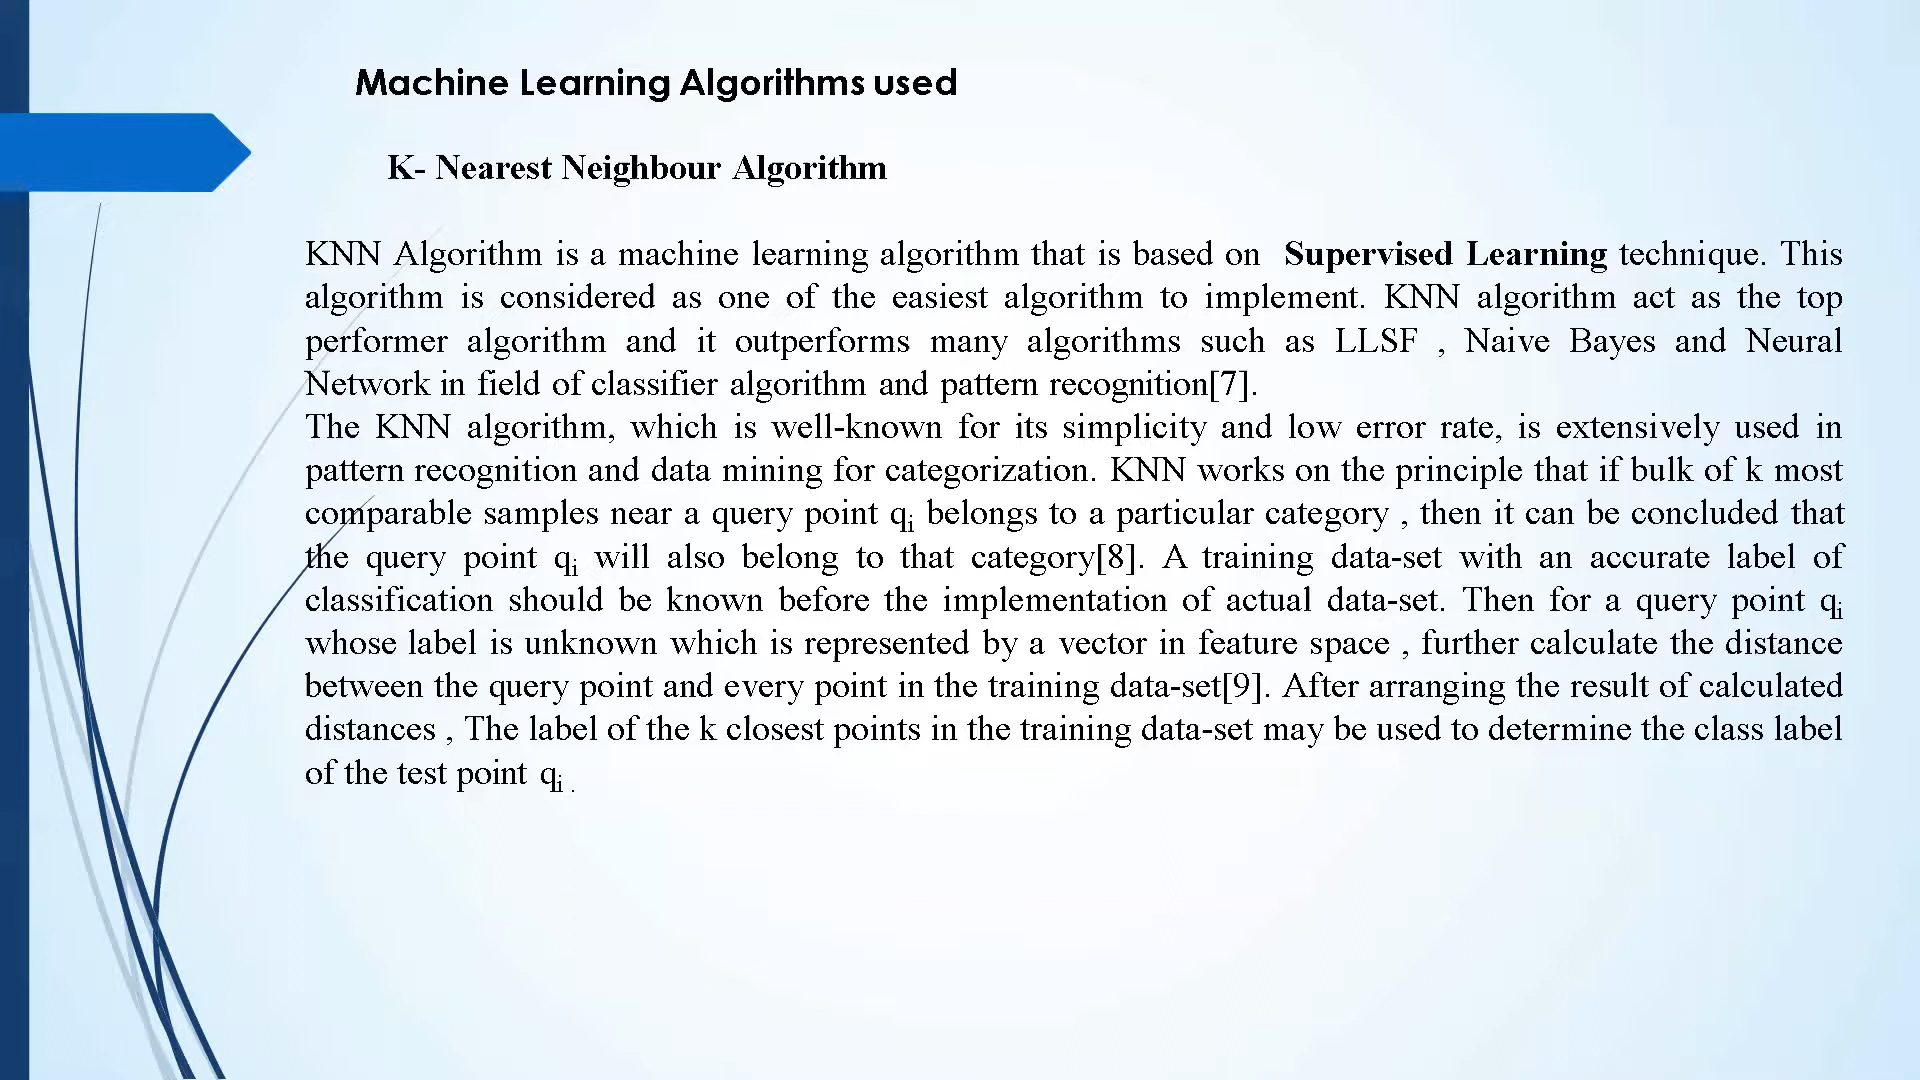 Machine Learning Algorithms used
K- Nearest Neighbour Algorithm
KNN Algorithm is a machine learning algorithm that is based on Supervised Learning technique. This
algorithm is considered as one of the easiest algorithm to implement. KNN algorithm act as the top
performer algorithm and it outperforms many algorithms such as LLSF , Naive Bayes and Neural
Network in field of classifier algorithm and pattern recognition[7].
The KNN algorithm, which is well-known for its simplicity and low error rate, is extensively used in
pattern recognition and data mining for categorization. KNN works on the principle that if bulk of k most
comparable samples near a query point qi belongs to a particular category , then it can be concluded that
the query point qi will also belong to that category[8]. A training data-set with an accurate label of
classification should be known before the implementation of actual data-set. Then for a query point qi
whose label is unknown which is represented by a vector in feature space , further calculate the distance
between the query point and every point in the training data-set[9]. After arranging the result of calculated
distances , The label of the k closest points in the training data-set may be used to determine the class label
of the test point qi .